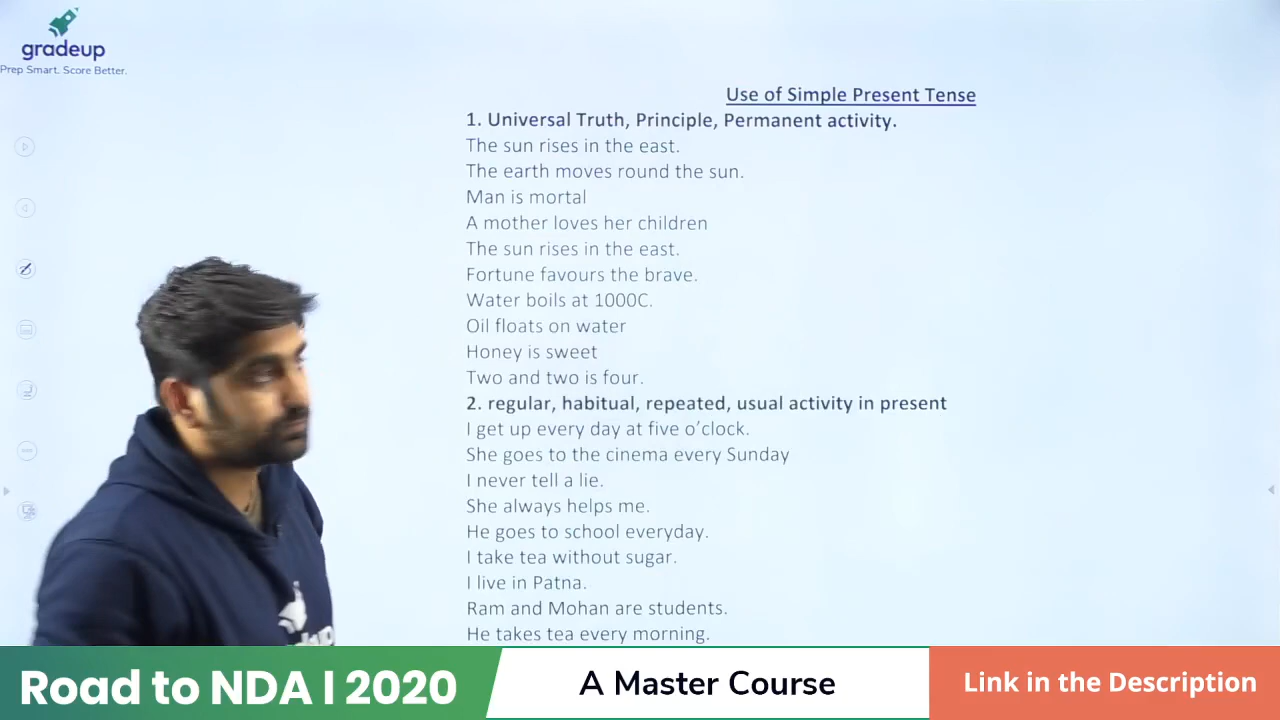 gradeup
Prep Smart. Score Better.
Use of Simple Present Tense
1. Universal Truth, Principle, Permanent activity.
The sun rises in the east.
The earth moves round the sun.
Man is mortal
A mother loves her children
The sun rises in the east.
Fortune favours the brave.
Water boils at 1000C.
Oil floats on water
Honey is sweet
Two and two is four.
2. regular, habitual, repeated, usual activity in present
I get up every day at five o’clock.
She goes to the cinema every Sunday
I never tell a lie.
She always helps me.
He goes to school everyday.
I take tea without sugar.
I live in Patna.
Ram and Mohan are students.
He takes tea every morning.
Road to NDA I 2020
A Master Course
Link in the Description